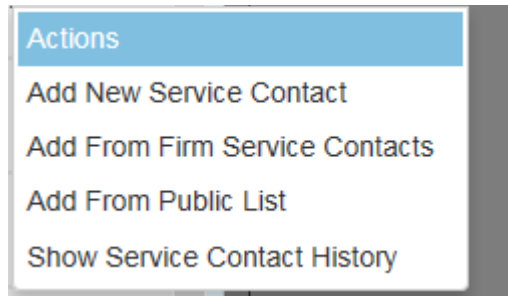 Actions
Add New Service Contact
Add From Firm Service Contacts
Add From Public List
Show Service Contact History